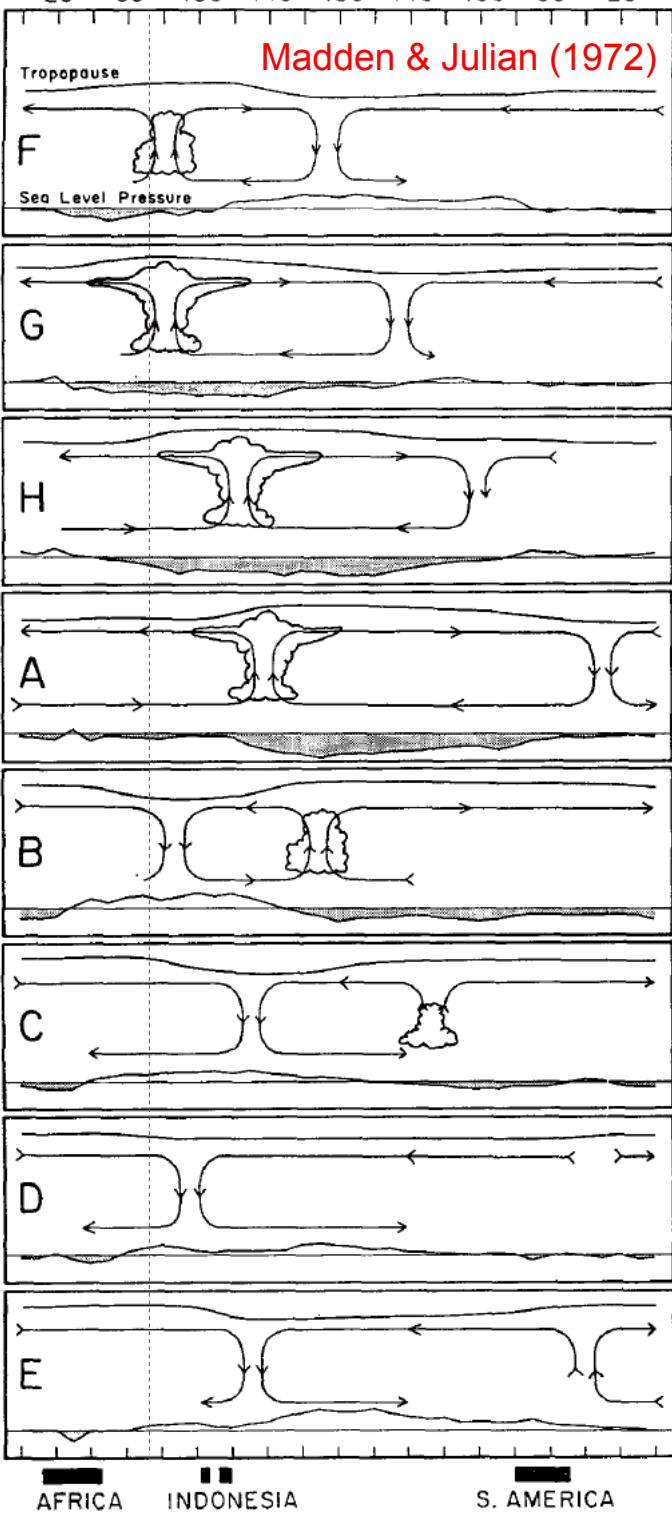 Madden & Julian (1972)
Tropopause
F
Sea Level Pressure
G
H
A
B
C
D
E
AFRICA INDONESIA S. AMERICA